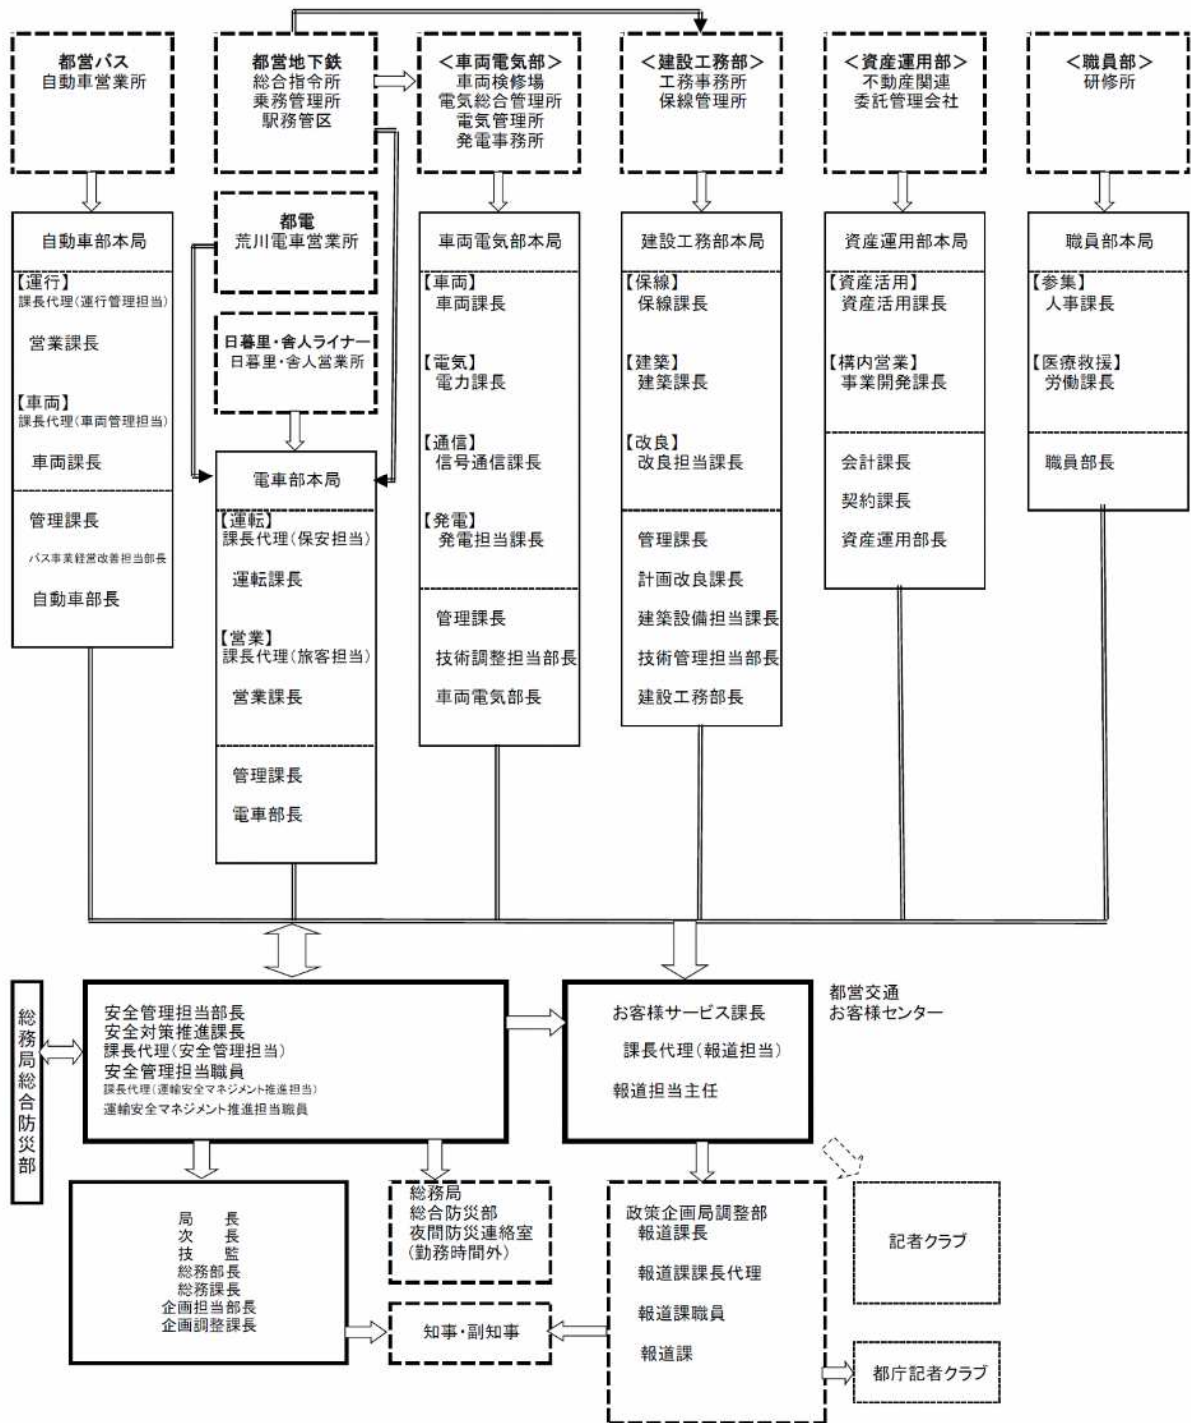 都営バス
自動車営業所
都営地下鉄
総合指令所
乗務管理所
駅務管区
＜車両電気部＞
車両検修場
電気総合管理所
電気管理所
発電事務所
＜建設工務部＞
工務事務所
保線管理所
＜資産運用部＞
不動産関連
委託管理会社
＜職員部＞
研修所
都電
荒川電車営業所
日暮里・舎人ライナー
日暮里・舎人営業所
自動車部本局
【運行】
課長代理（運行管理担当）
営業課長
【車両】
課長代理（車両管理担当）
車両課長
管理課長
バス事業経営改善担当部長
自動車部長
電車部本局
【運転】
課長代理（保安担当）
運転課長
【営業】
課長代理（旅客担当）
営業課長
管理課長
電車部長
車両電気部本局
【車両】
車両課長
【電気】
電力課長
【通信】
信号通信課長
【発電】
発電担当課長
管理課長
技術調整担当部長
車両電気部長
建設工務部本局
【保線】
保線課長
【建築】
建築課長
【改良】
改良担当課長
管理課長
計画改良課長
建築設備担当課長
技術管理担当部長
建設工務部長
資産運用部本局
【資産活用】
資産活用課長
【構内営業】
事業開発課長
会計課長
契約課長
資産運用部長
職員部本局
【参集】
人事課長
【医療救援】
労働課長
職員部長
総務局総合防災部
安全管理担当部長
安全対策推進課長
課長代理（安全管理担当）
安全管理担当職員
課長代理（運輸安全マネジメント推進担当）
運輸安全マネジメント推進担当職員
お客様サービス課長
課長代理（報道担当）
報道担当主任
都営交通
お客様センター
局　　長
次　　長
技　　監
総務部長
総務課長
企画担当部長
企画調整課長
総務局
総合防災部
夜間防災連絡室
（勤務時間外）
知事・副知事
政策企画局調整部
報道課長
報道課課長代理
報道課職員
報道課
記者クラブ
都庁記者クラブ